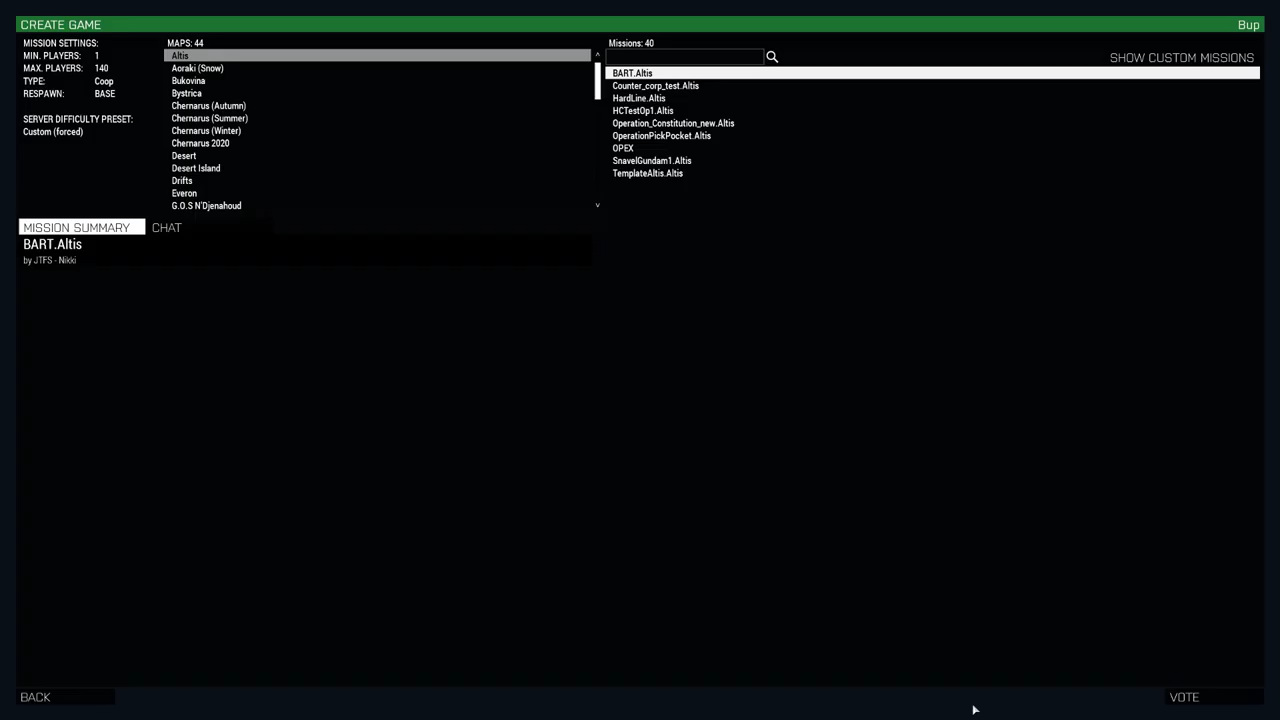 CREATE GAME
Bup
MISSION SETTINGS:
MIN. PLAYERS: 1
MAX. PLAYERS: 140
TYPE: Coop
RESPAWN: BASE
SERVER DIFFICULTY PRESET:
Custom (forced)
MAPS: 44
Altis
Aoraki (Snow)
Bukovina
Bystrica
Chernarus (Autumn)
Chernarus (Summer)
Chernarus (Winter)
Chernarus 2020
Desert
Desert Island
Drifts
Everon
G.O.S N'Djenahoud
Missions: 40
SHOW CUSTOM MISSIONS
BART.Altis
Counter_corp_test.Altis
HardLine.Altis
HCTestOp1.Altis
Operation_Constitution_new.Altis
OperationPickPocket.Altis
OPEX
SnavelGundam1.Altis
TemplateAltis.Altis
MISSION SUMMARY
CHAT
BART.Altis
by JTFS - Nikki
BACK
VOTE